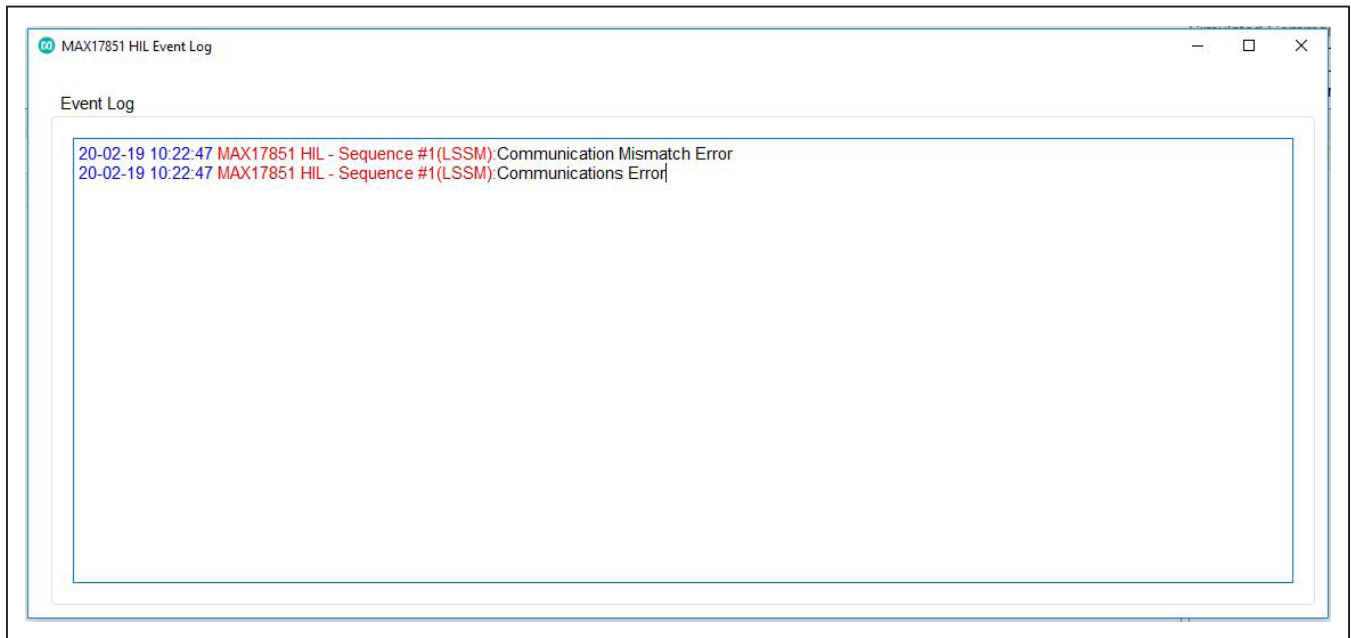 MAX17851 HIL Event Log
Event Log
20-02-19 10:22:47 MAX17851 HIL - Sequence #1(LSSM):Communication Mismatch Error
20-02-19 10:22:47 MAX17851 HIL - Sequence #1(LSSM):Communications Error